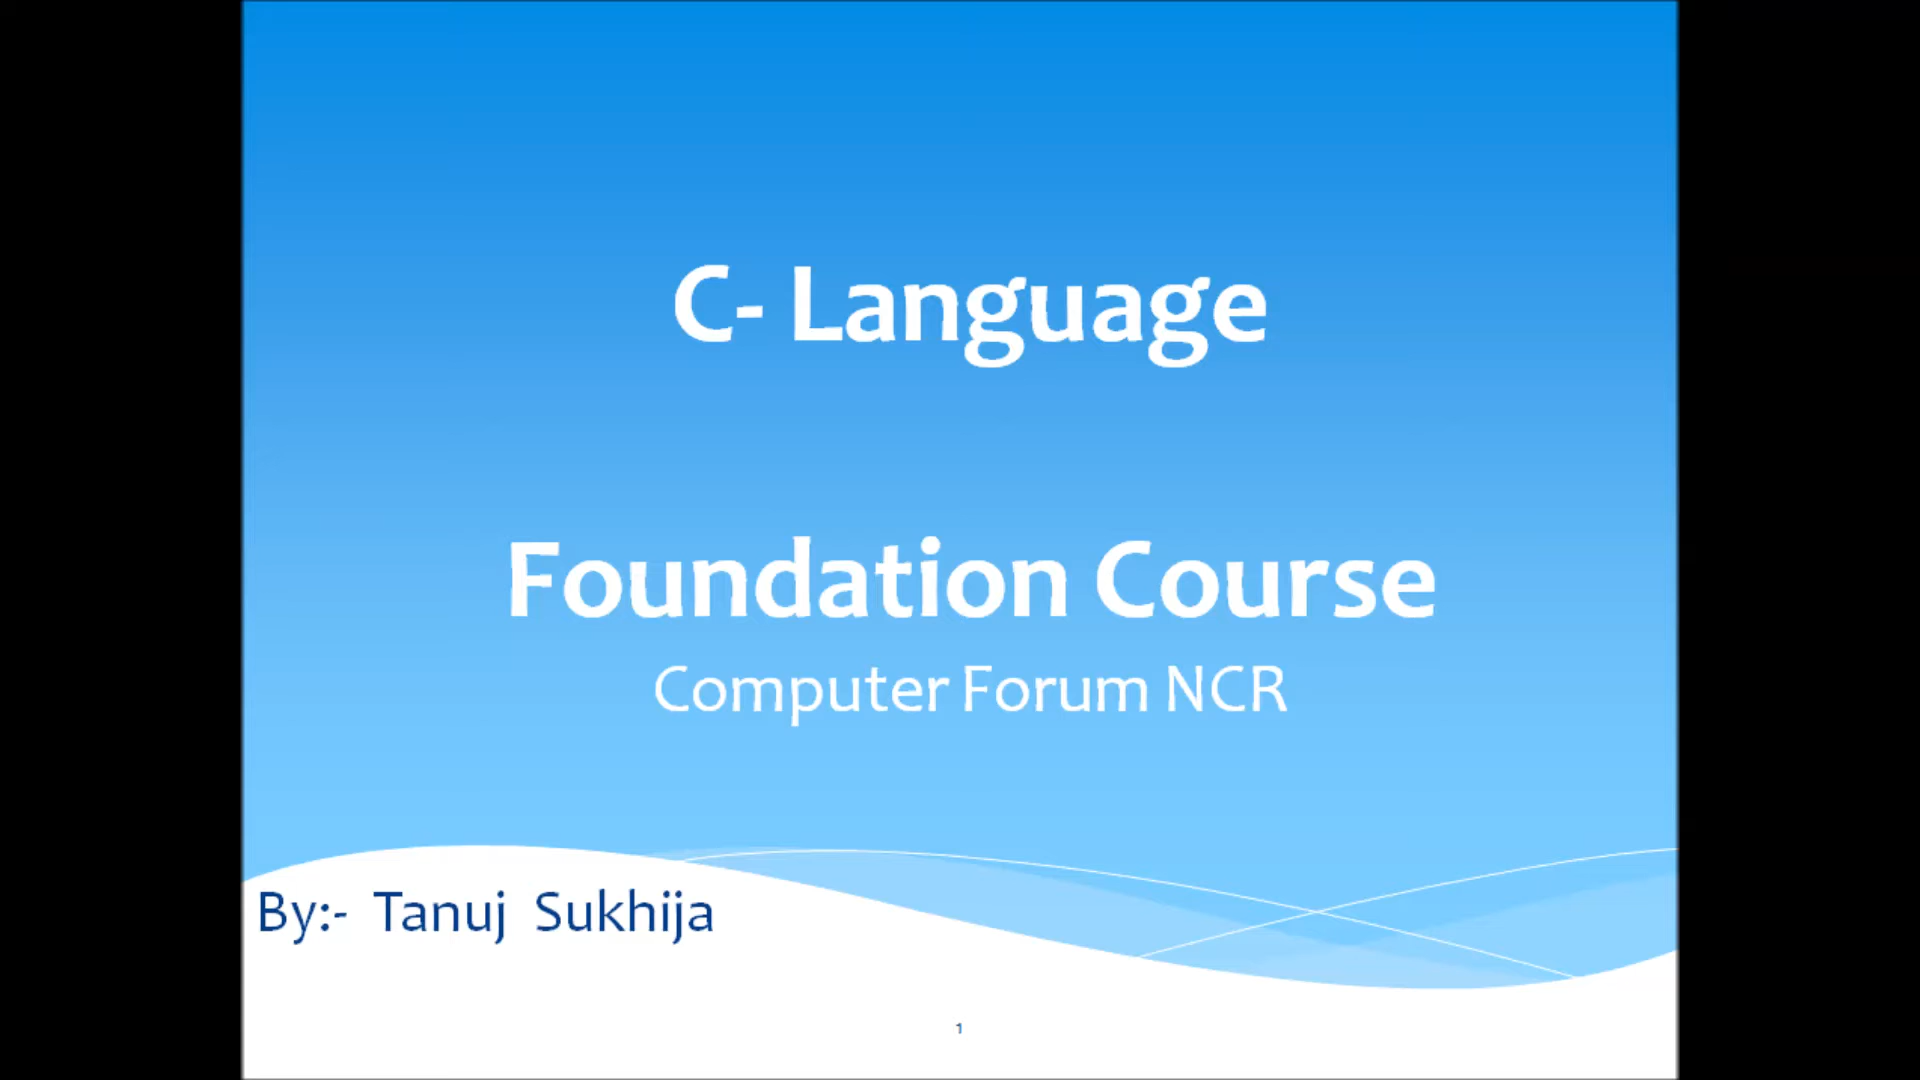 C- Language
Foundation Course
Computer Forum NCR
By:- Tanuj Sukhija
1